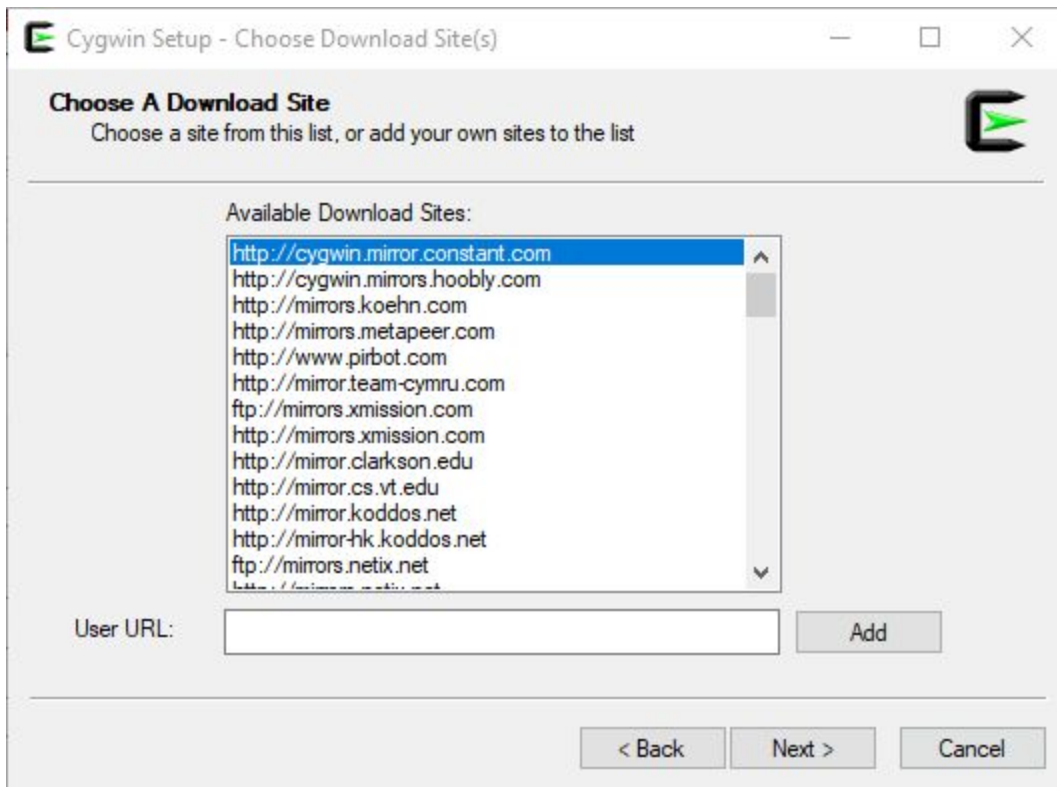 Cygwin Setup - Choose Download Site(s)
Choose A Download Site
Choose a site from this list, or add your own sites to the list
Available Download Sites:
http://cygwin.mirror.constant.com
http://cygwin.mirrors.hoobly.com
http://mirrors.koehn.com
http://mirrors.metapeer.com
http://www.pirbot.com
http://mirror.team-cymru.com
ftp://mirrors.xmission.com
http://mirrors.xmission.com
http://mirror.clarkson.edu
http://mirror.cs.vt.edu
http://mirror.koddos.net
http://mirror-hk.koddos.net
ftp://mirrors.netix.net
http://mirrors.netix.net
User URL:
Add
< Back Next > Cancel